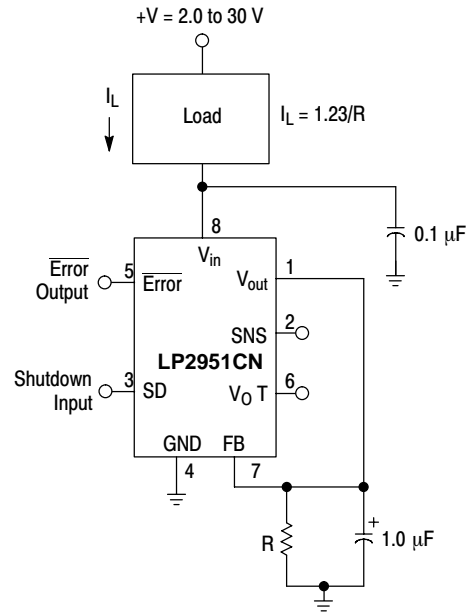 +V = 2.0 to 30 V
I_L
Load
I_L = 1.23/R
0.1 μF
8
V_in
Error
Output
5
Error
V_out
1
SNS
2
LP2951CN
Shutdown
Input
3
SD
V_O T
6
GND
FB
4
7
R
+
1.0 μF